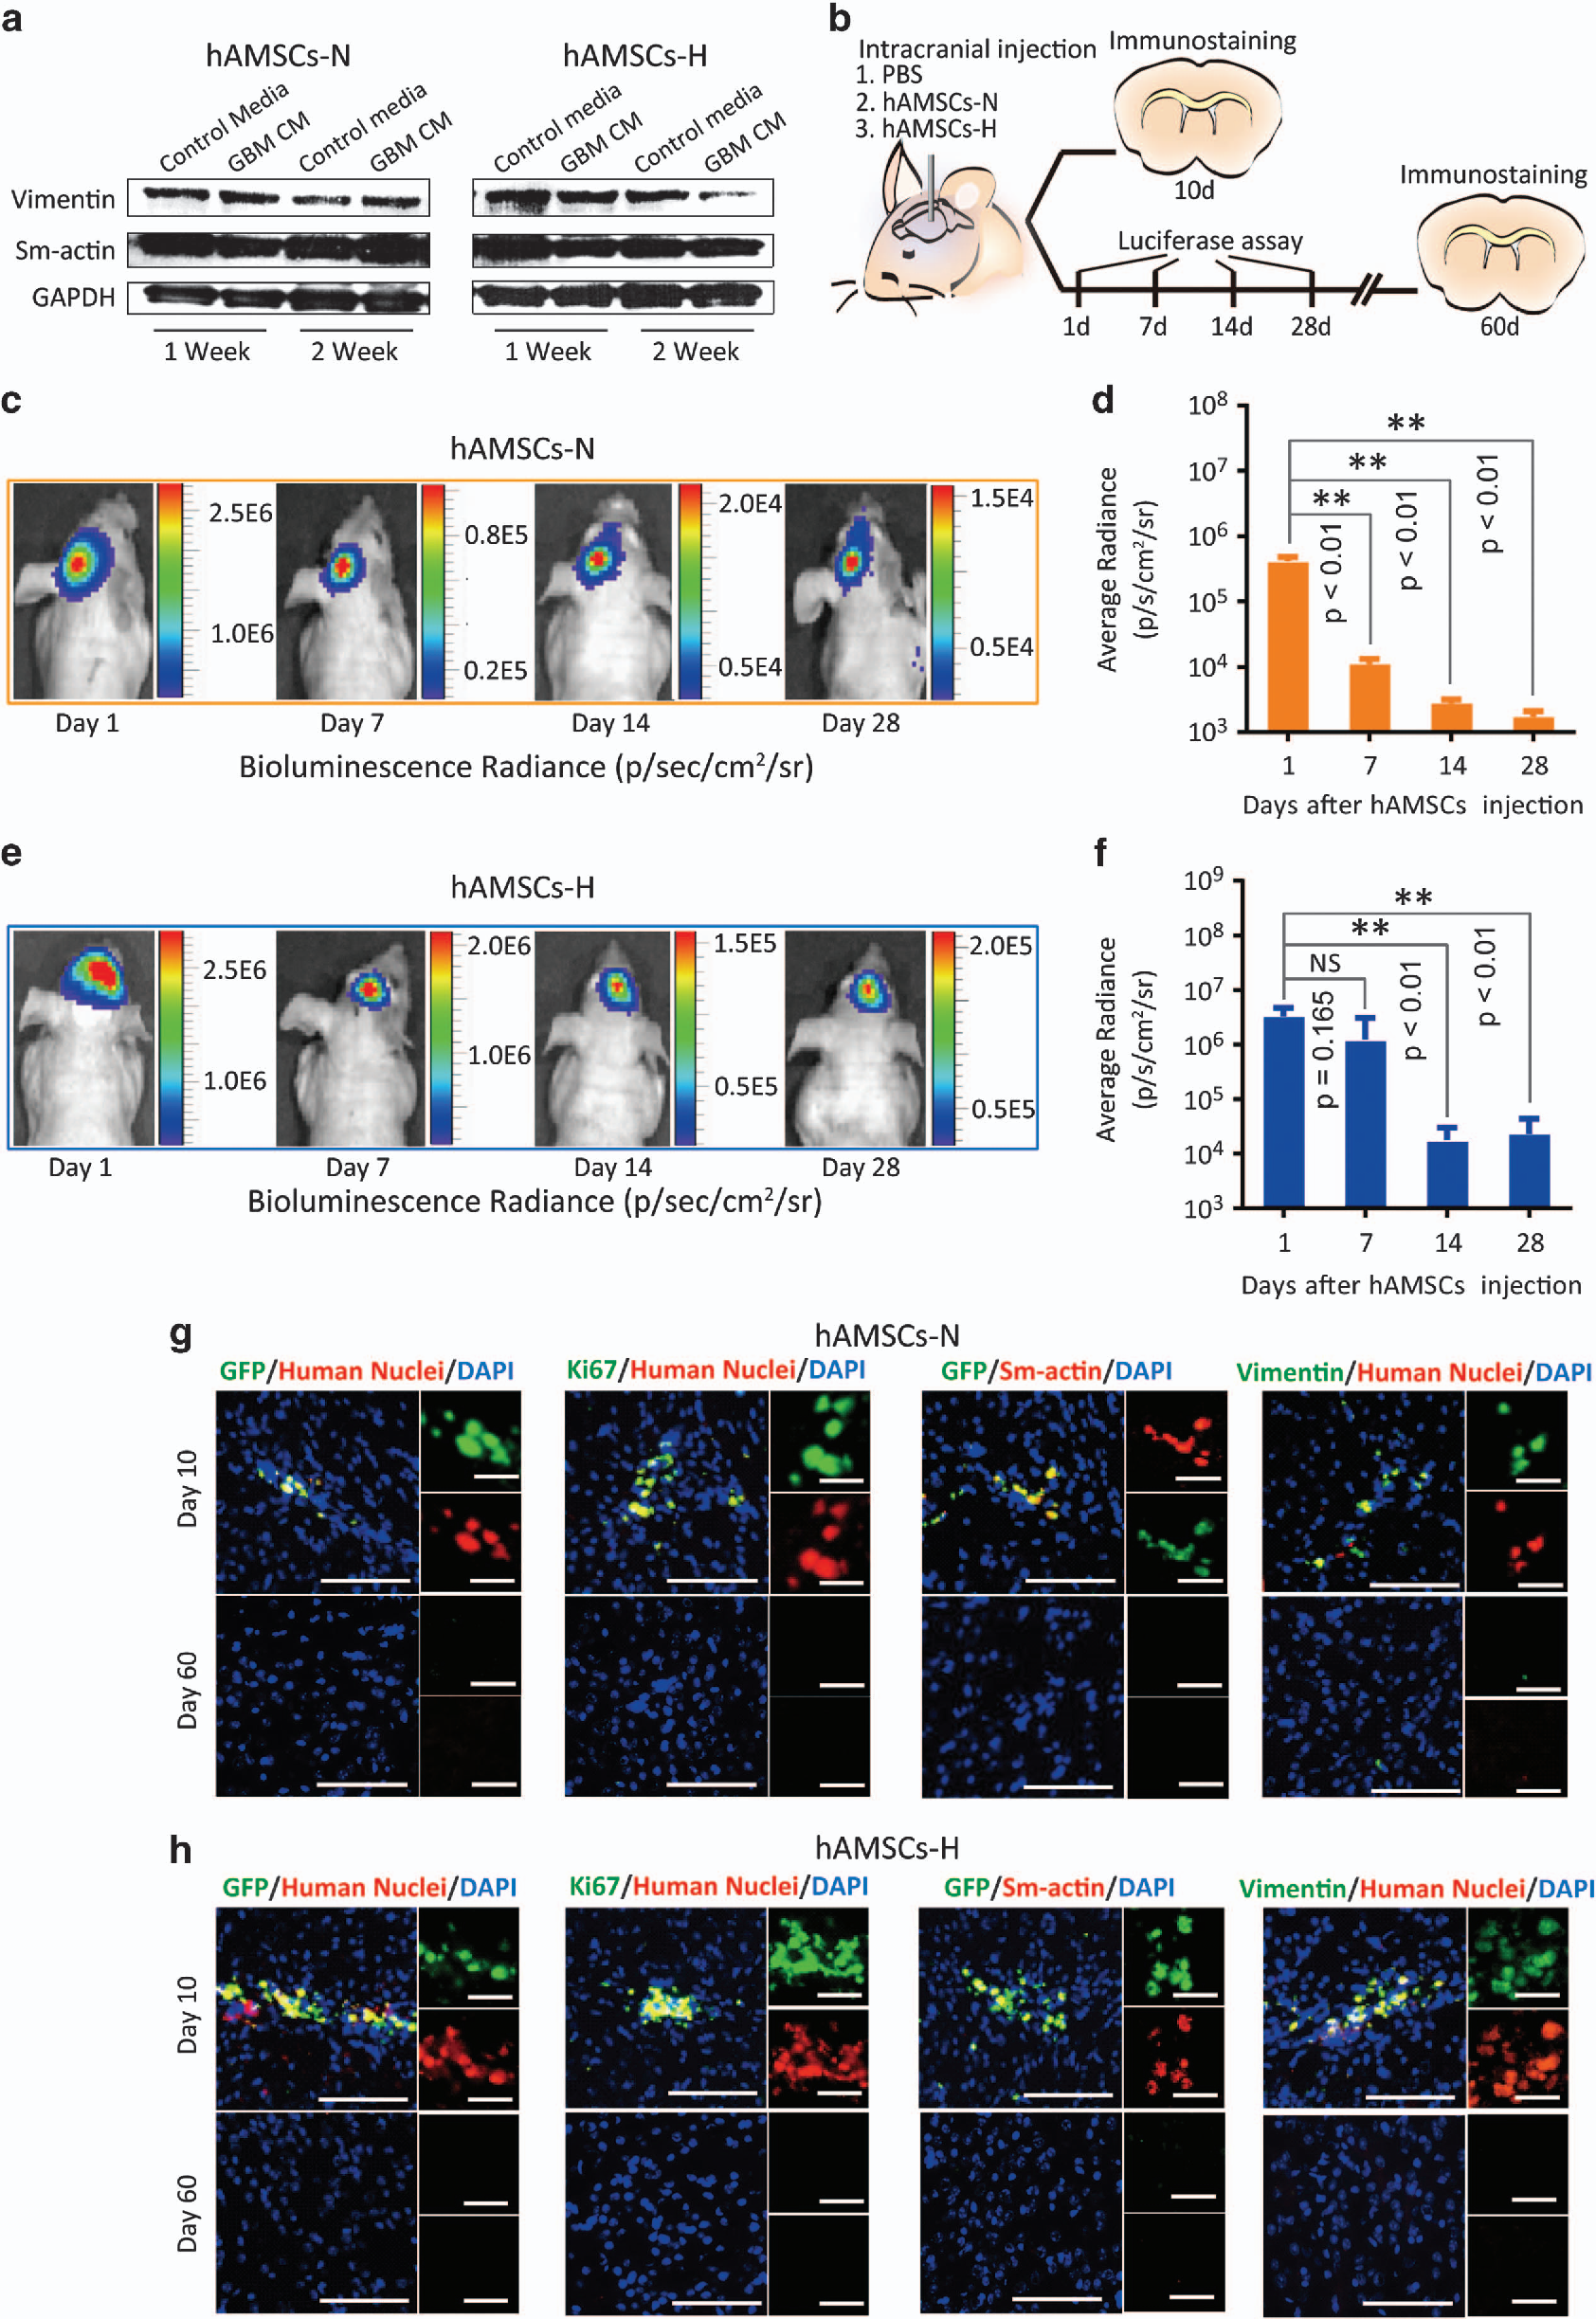 a
hAMSCs-N
hAMSCs-H
Control Media
GBM CM
Control media
GBM CM
Control media
GBM CM
Control media
GBM CM
Vimentin
Sm-actin
GAPDH
1 Week
2 Week
1 Week
2 Week
b
Intracranial injection
1. PBS
2. hAMSCs-N
3. hAMSCs-H
Immunostaining
10d
Luciferase assay
1d
7d
14d
28d
Immunostaining
60d
c
hAMSCs-N
2.5E6
1.0E6
0.8E5
0.2E5
2.0E4
0.5E4
1.5E4
0.5E4
Day 1
Day 7
Day 14
Day 28
Bioluminescence Radiance (p/sec/cm²/sr)
d
Average Radiance
(p/s/cm²/sr)
10⁸
10⁷
10⁶
10⁵
10⁴
10³
**
**
**
p < 0.01
p < 0.01
p < 0.01
1
7
14
28
Days after hAMSCs injection
e
hAMSCs-H
2.5E6
1.0E6
2.0E6
1.0E6
1.5E5
0.5E5
2.0E5
0.5E5
Day 1
Day 7
Day 14
Day 28
Bioluminescence Radiance (p/sec/cm²/sr)
f
Average Radiance
(p/s/cm²/sr)
10⁹
10⁸
10⁷
10⁶
10⁵
10⁴
10³
**
**
NS
p = 0.165
p < 0.01
p < 0.01
1
7
14
28
Days after hAMSCs injection
g
hAMSCs-N
GFP/Human Nuclei/DAPI
Ki67/Human Nuclei/DAPI
GFP/Sm-actin/DAPI
Vimentin/Human Nuclei/DAPI
Day 10
Day 60
h
hAMSCs-H
GFP/Human Nuclei/DAPI
Ki67/Human Nuclei/DAPI
GFP/Sm-actin/DAPI
Vimentin/Human Nuclei/DAPI
Day 10
Day 60